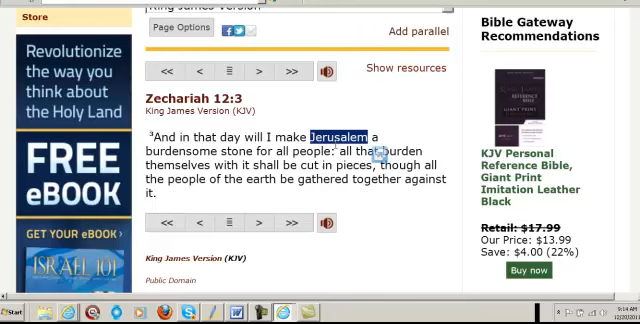 King James Version
Store
Page Options
Add parallel
Bible Gateway
Recommendations
<< < > >>
Show resources
Revolutionize
the way you
think about
the Holy Land
FREE
eBOOK
GET YOUR eBOOK ›
ISRAEL 101
Zechariah 12:3
King James Version (KJV)
3And in that day will I make Jerusalem a
burdensome stone for all people: all that burden
themselves with it shall be cut in pieces, though all
the people of the earth be gathered together against
it.
<< < > >>
King James Version (KJV)
Public Domain
KJV Personal
Reference Bible,
Giant Print
Imitation Leather
Black
Retail: $17.99
Our Price: $13.99
Save: $4.00 (22%)
Buy now
Start
9:14 AM